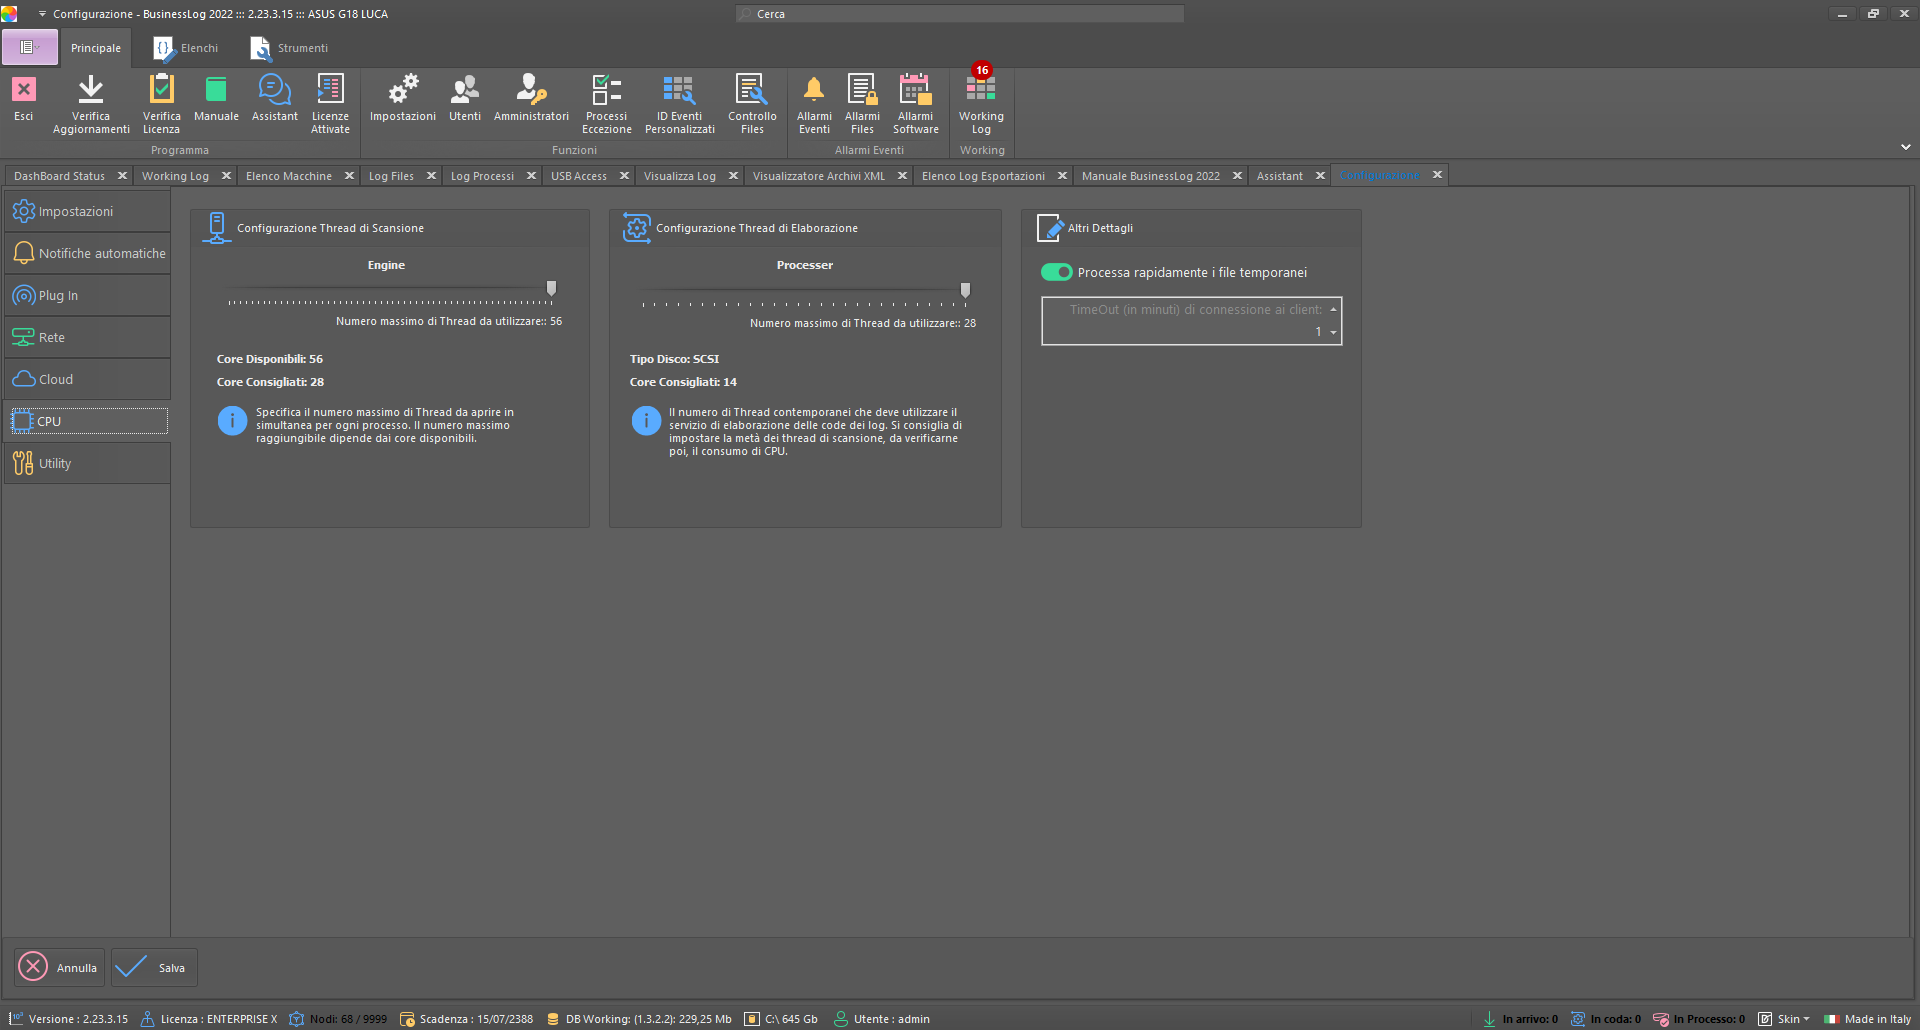 Configurazione - BusinessLog 2022 ::: 2.23.3.15 ::: ASUS G18 LUCA
Cerca
Principale
Elenchi
Strumenti
16
Esci
Verifica
Aggiornamenti
Verifica
Licenza
Manuale
Assistant
Licenze
Attivate
Impostazioni
Utenti
Amministratori
Processi
Eccezione
ID Eventi
Personalizzati
Controllo
Files
Allarmi
Eventi
Allarmi
Files
Allarmi
Software
Working
Log
Programma
Funzioni
Allarmi Eventi
Working
DashBoard Status
Working Log
Elenco Macchine
Log Files
Log Processi
USB Access
Visualizza Log
Visualizzatore Archivi XML
Elenco Log Esportazioni
Manuale BusinessLog 2022
Assistant
Configurazione
Impostazioni
Notifiche automatiche
Plug In
Rete
Cloud
CPU
Utility
Configurazione Thread di Scansione
Engine
Numero massimo di Thread da utilizzare:: 56
Core Disponibili: 56
Core Consigliati: 28
Specifica il numero massimo di Thread da aprire in
simultanea per ogni processo. Il numero massimo
raggiungibile dipende dai core disponibili.
Configurazione Thread di Elaborazione
Processer
Numero massimo di Thread da utilizzare:: 28
Tipo Disco: SCSI
Core Consigliati: 14
Il numero di Thread contemporanei che deve utilizzare il
servizio di elaborazione delle code dei log. Si consiglia di
impostare la metà dei thread di scansione, da verificarne
poi, il consumo di CPU.
Altri Dettagli
Processa rapidamente i file temporanei
TimeOut (in minuti) di connessione ai client:
1
Annulla
Salva
Versione : 2.23.3.15
Licenza : ENTERPRISE X
Nodi: 68 / 9999
Scadenza : 15/07/2388
DB Working: (1.3.2.2): 229,25 Mb
C:\ 645 Gb
Utente : admin
In arrivo: 0
In coda: 0
In Processo: 0
Skin
Made in Italy